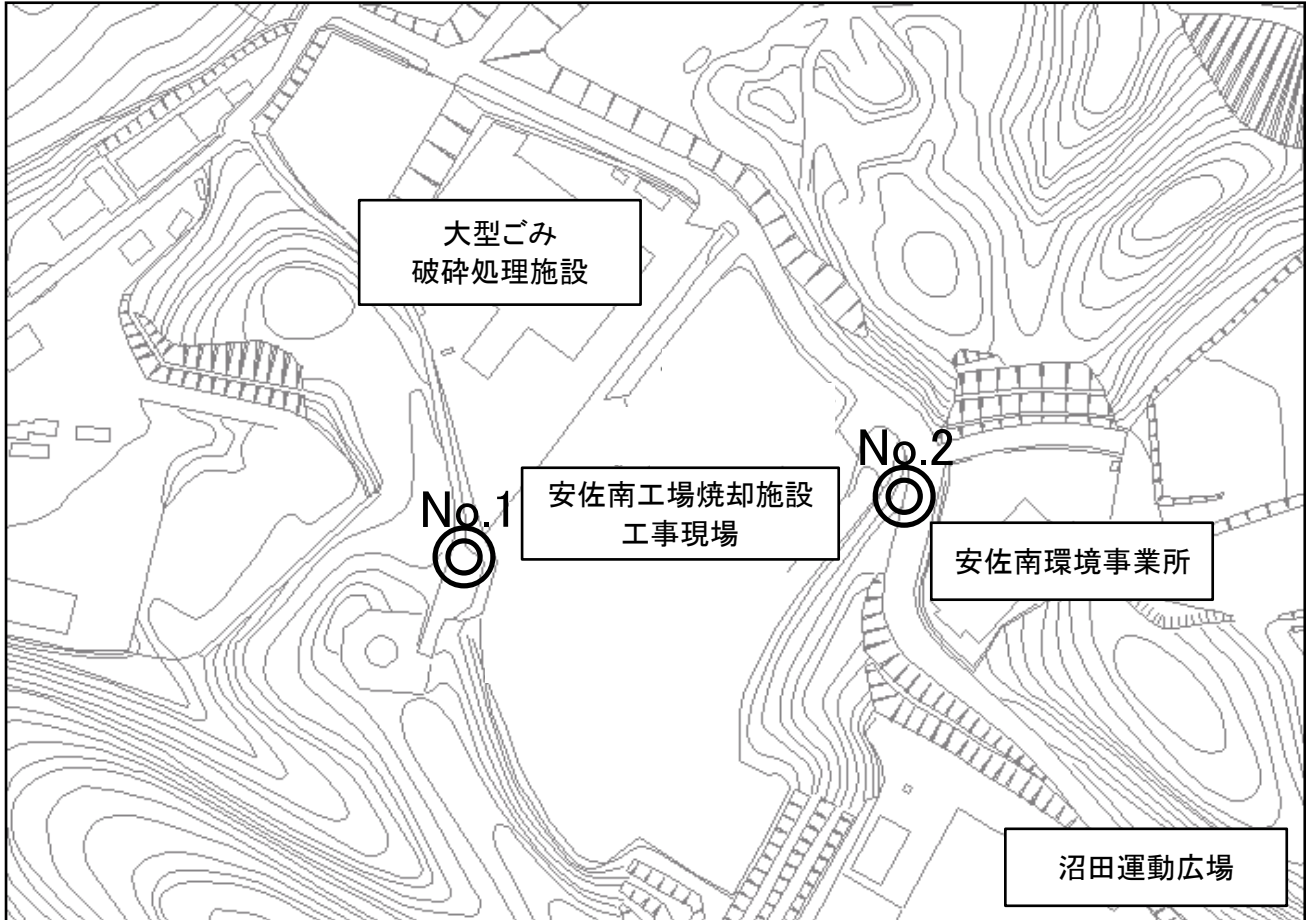 大型ごみ
破砕処理施設
No.2
No.1
安佐南工場焼却施設
工事現場
安佐南環境事業所
沼田運動広場